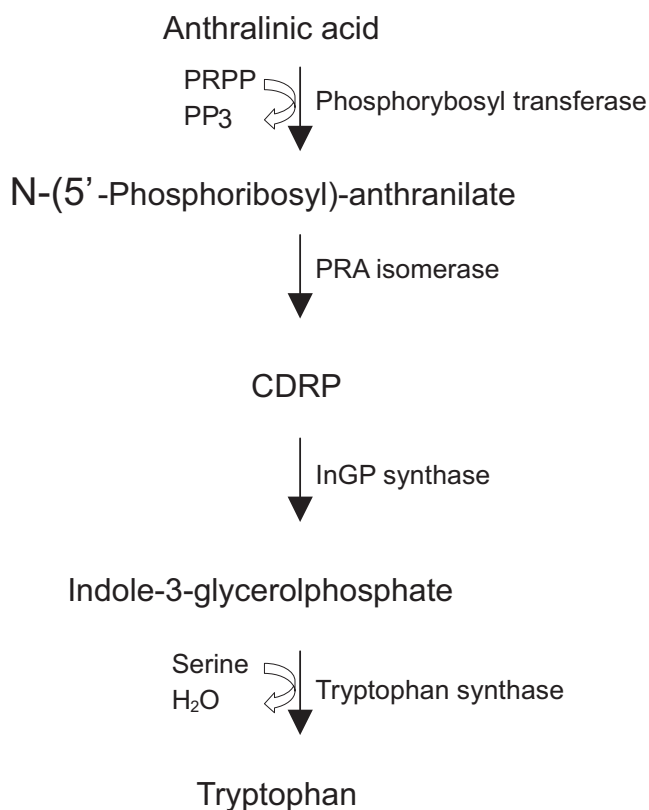 Anthralinic acid
PRPP
PP3
Phosphorybosyl transferase
N-(5’-Phosphoribosyl)-anthranilate
PRA isomerase
CDRP
InGP synthase
Indole-3-glycerolphosphate
Serine
H₂O
Tryptophan synthase
Tryptophan